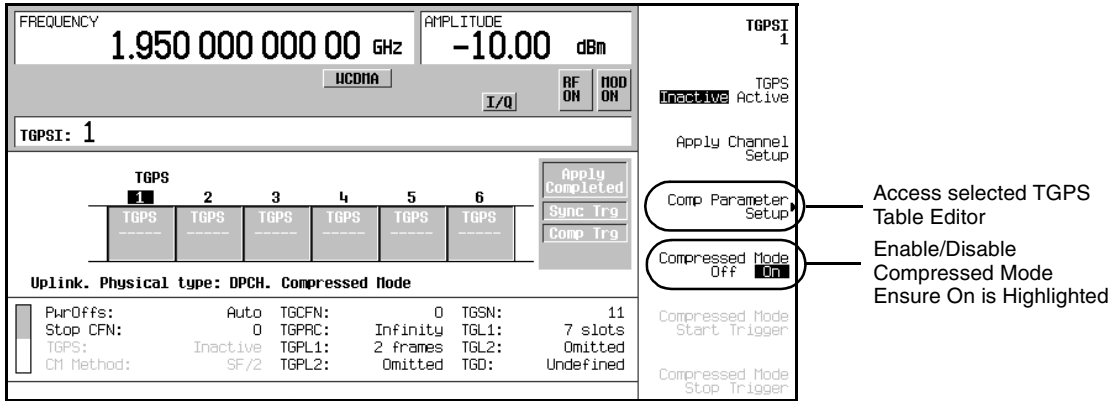 FREQUENCY
1.950 000 000 00 GHz
AMPLITUDE
-10.00 dBm
WCDMA
I/Q
RF ON
MOD ON
TGPSI: 1
TGPS
1 2 3 4 5 6
TGPS TGPS TGPS TGPS TGPS TGPS
----- ----- ----- ----- ----- -----
Apply Completed
Sync Trg
Comp Trg
Uplink. Physical type: DPCH. Compressed Mode
PwrOffs: Auto TGCFN: 0 TGSN: 11
Stop CFN: 0 TGPRC: Infinity TGL1: 7 slots
TGPS: Inactive TGPL1: 2 frames TGL2: Omitted
CM Method: SF/2 TGPL2: Omitted TGD: Undefined
TGPSI
1
TGPS
Inactive Active
Apply Channel
Setup
Comp Parameter
Setup
Compressed Mode
Off On
Compressed Mode
Start Trigger
Compressed Mode
Stop Trigger
Access selected TGPS
Table Editor
Enable/Disable
Compressed Mode
Ensure On is Highlighted